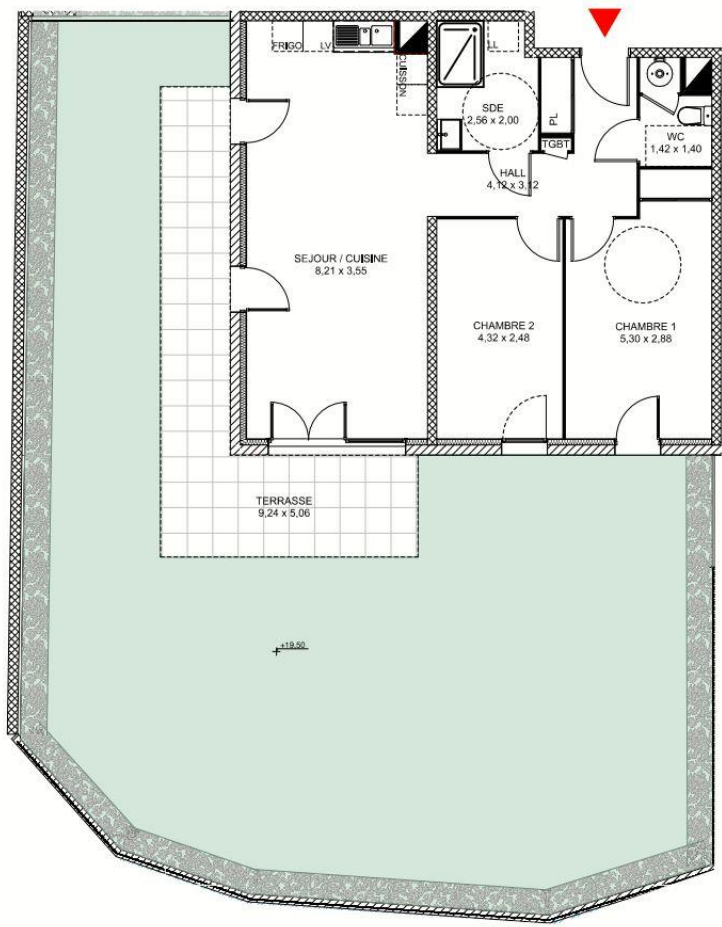 FRIGO
LV
CUISSON
LL
SDE
2,56 x 2,00
PL
TGBT
WC
1,42 x 1,40
HALL
4,12 x 3,12
SEJOUR / CUISINE
8,21 x 3,55
CHAMBRE 2
4,32 x 2,48
CHAMBRE 1
5,30 x 2,88
TERRASSE
9,24 x 5,06
+19,50